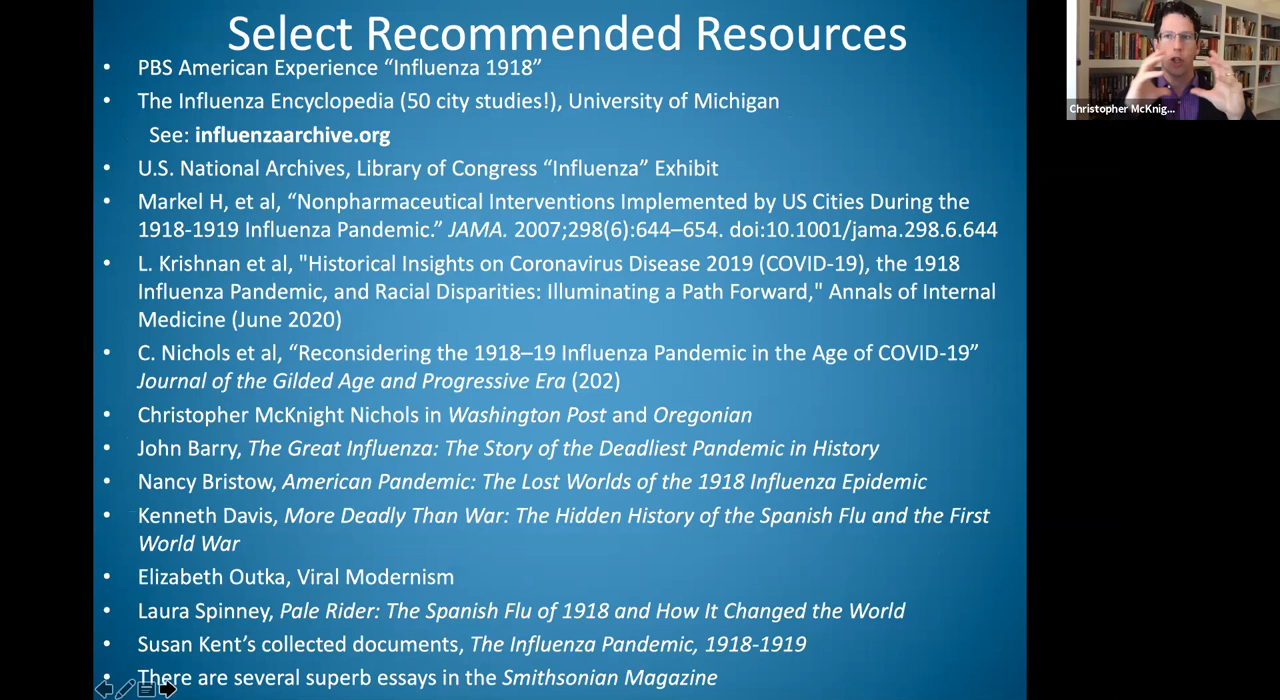 Select Recommended Resources
• PBS American Experience “Influenza 1918”
• The Influenza Encyclopedia (50 city studies!), University of Michigan
See: influenzaarchive.org
• U.S. National Archives, Library of Congress “Influenza” Exhibit
• Markel H, et al, “Nonpharmaceutical Interventions Implemented by US Cities During the
1918-1919 Influenza Pandemic.” JAMA. 2007;298(6):644–654. doi:10.1001/jama.298.6.644
• L. Krishnan et al, "Historical Insights on Coronavirus Disease 2019 (COVID-19), the 1918
Influenza Pandemic, and Racial Disparities: Illuminating a Path Forward," Annals of Internal
Medicine (June 2020)
• C. Nichols et al, “Reconsidering the 1918–19 Influenza Pandemic in the Age of COVID-19”
Journal of the Gilded Age and Progressive Era (202)
• Christopher McKnight Nichols in Washington Post and Oregonian
• John Barry, The Great Influenza: The Story of the Deadliest Pandemic in History
• Nancy Bristow, American Pandemic: The Lost Worlds of the 1918 Influenza Epidemic
• Kenneth Davis, More Deadly Than War: The Hidden History of the Spanish Flu and the First
World War
• Elizabeth Outka, Viral Modernism
• Laura Spinney, Pale Rider: The Spanish Flu of 1918 and How It Changed the World
• Susan Kent’s collected documents, The Influenza Pandemic, 1918-1919
• There are several superb essays in the Smithsonian Magazine
Christopher McKnig...